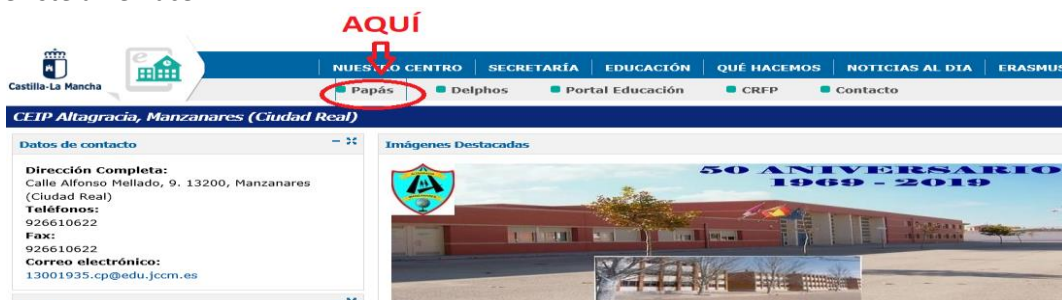 AQUÍ
Castilla-La Mancha
NUESTRO CENTRO SECRETARÍA EDUCACIÓN QUÉ HACEMOS NOTICIAS AL DIA ERASMUS
Papás Delphos Portal Educación CRFP Contacto
CEIP Altagracia, Manzanares (Ciudad Real)
Datos de contacto
Dirección Completa:
Calle Alfonso Mellado, 9. 13200, Manzanares
(Ciudad Real)
Teléfonos:
926610622
Fax:
926610622
Correo electrónico:
13001935.cp@edu.jccm.es
Imágenes Destacadas
50 ANIVERSARIO
1969 - 2019